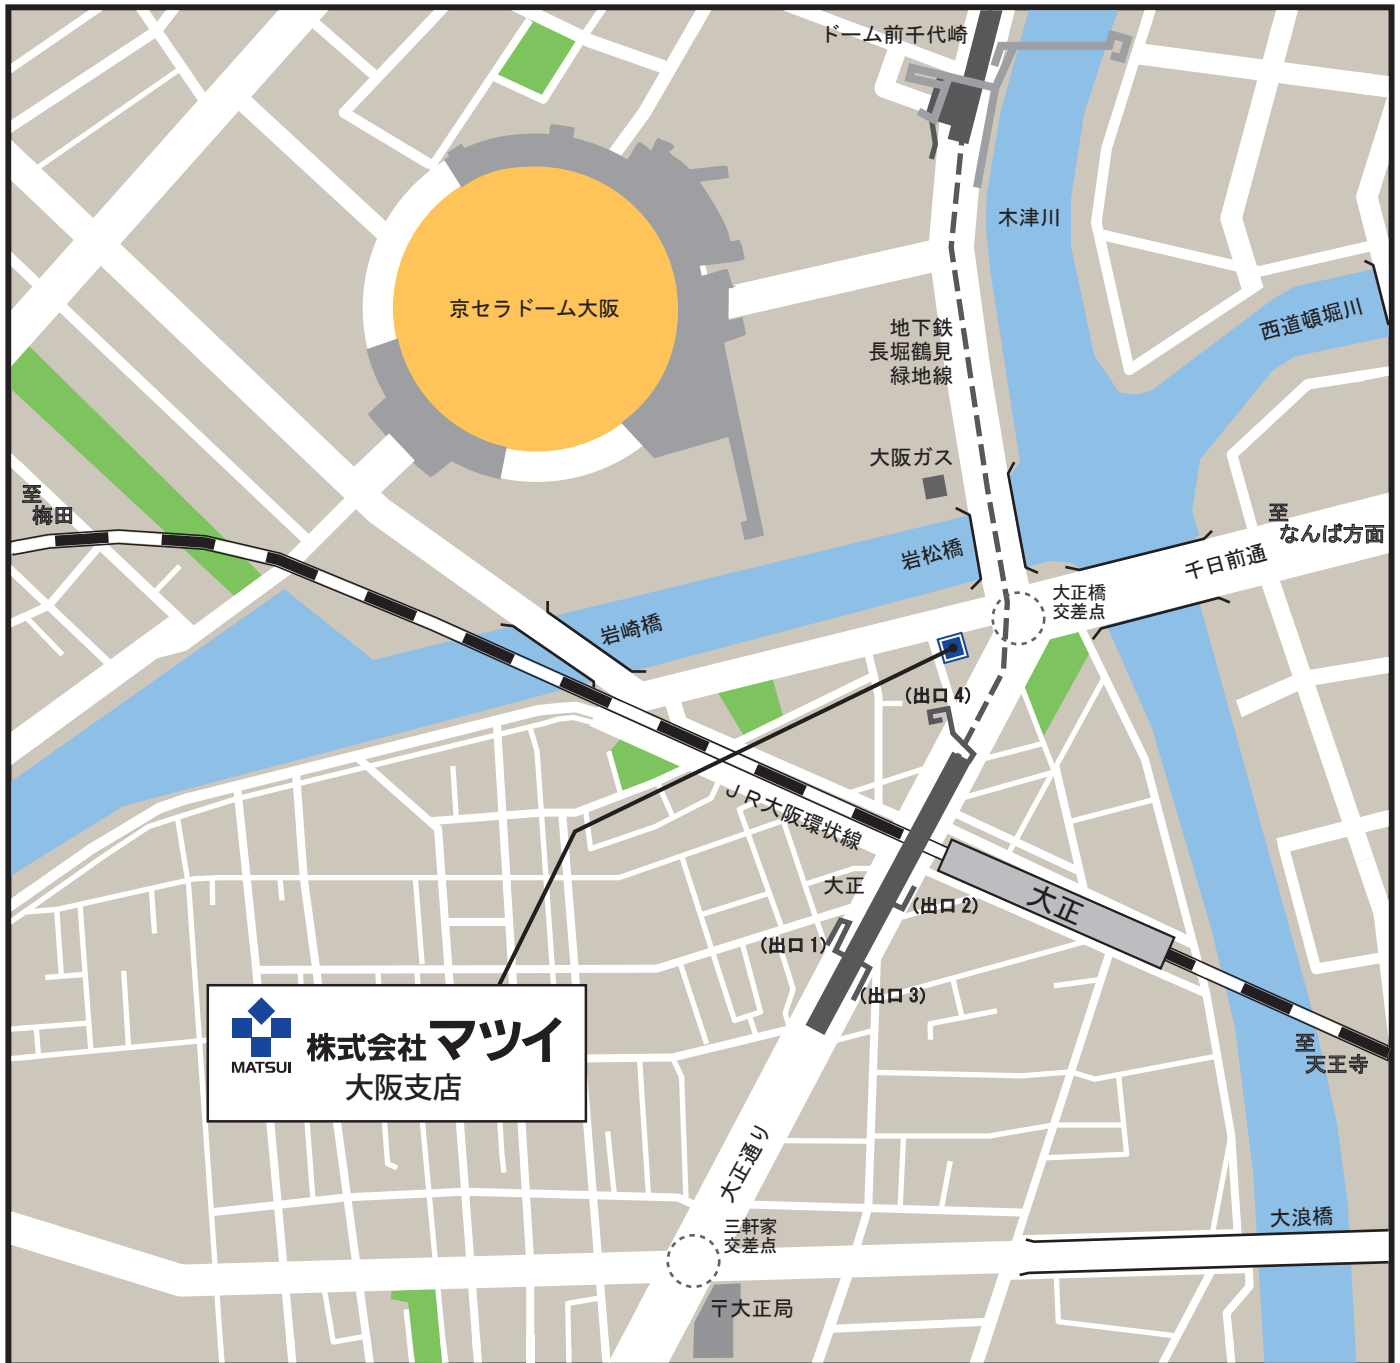 ドーム前千代崎
木津川
京セラドーム大阪
西道頓堀川
地下鉄
長堀鶴見
緑地線
大阪ガス
至
梅田
至
なんば方面
岩松橋
千日前通
大正橋
交差点
岩崎橋
(出口 4)
JR大阪環状線
大正
大正
(出口 2)
(出口 1)
(出口 3)
MATSUI
株式会社マツイ
大阪支店
至
天王寺
大正通り
三軒家
交差点
大浪橋
〒大正局